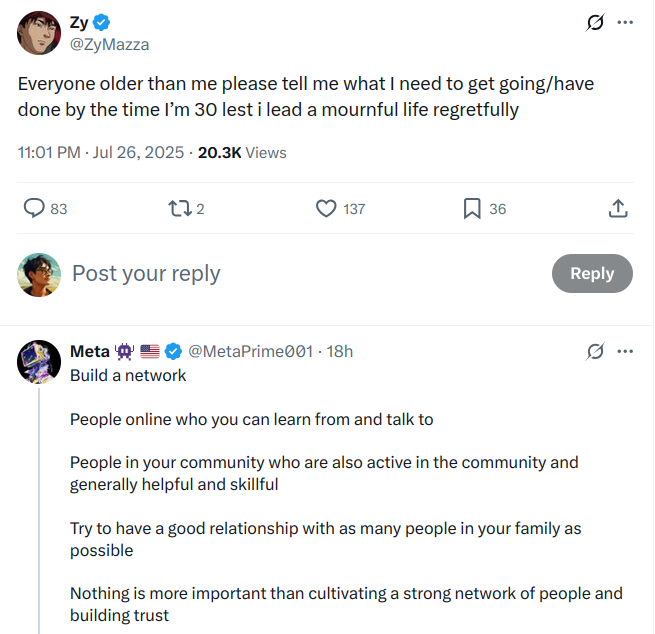 Zy
@ZyMazza
Everyone older than me please tell me what I need to get going/have
done by the time I’m 30 lest i lead a mournful life regretfully
11:01 PM · Jul 26, 2025 · 20.3K Views
83 2 137 36
Post your reply Reply
Meta 👾 🇺🇸 @MetaPrime001 · 18h
Build a network
People online who you can learn from and talk to
People in your community who are also active in the community and
generally helpful and skillful
Try to have a good relationship with as many people in your family as
possible
Nothing is more important than cultivating a strong network of people and
building trust